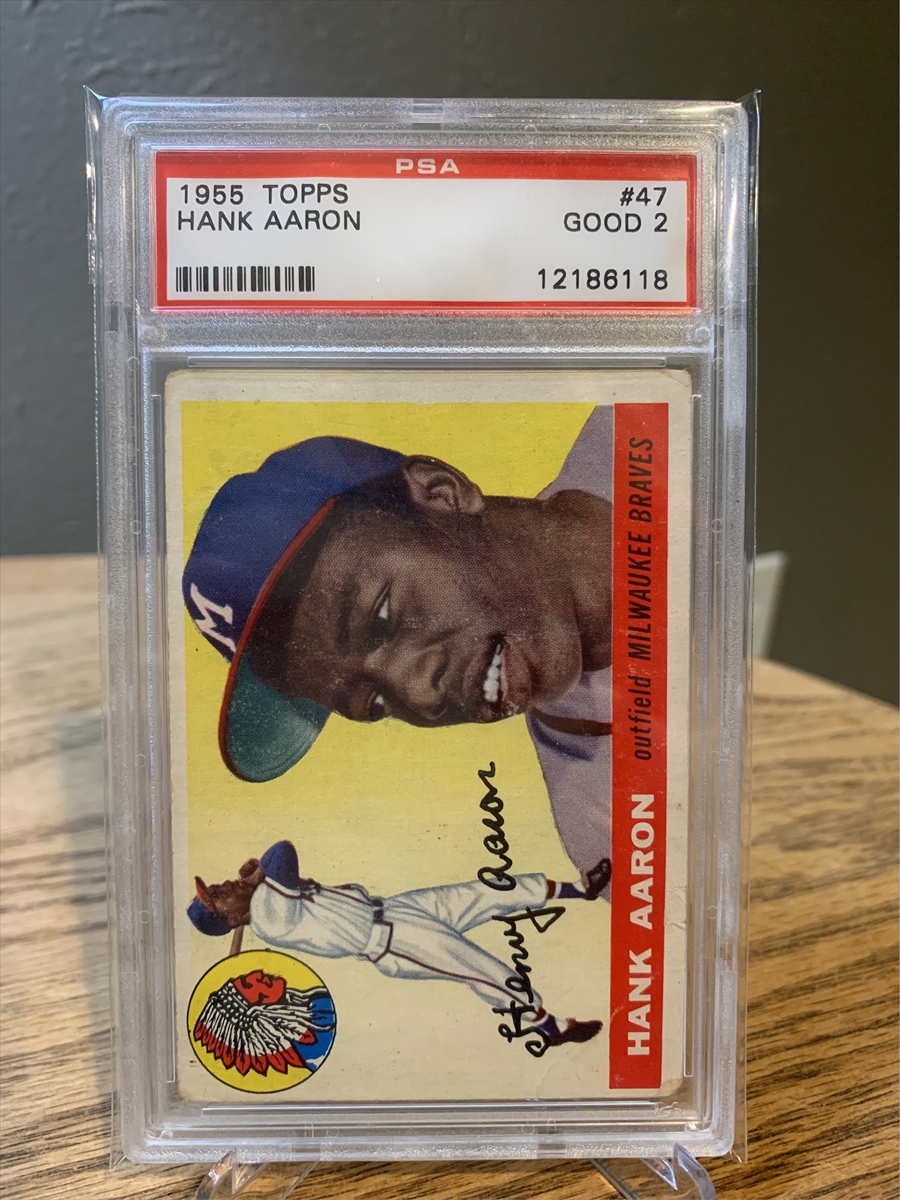 PSA
1955 TOPPS #47
HANK AARON GOOD 2
12186118
M
Henry Aaron
HANK AARON outfield MILWAUKEE BRAVES